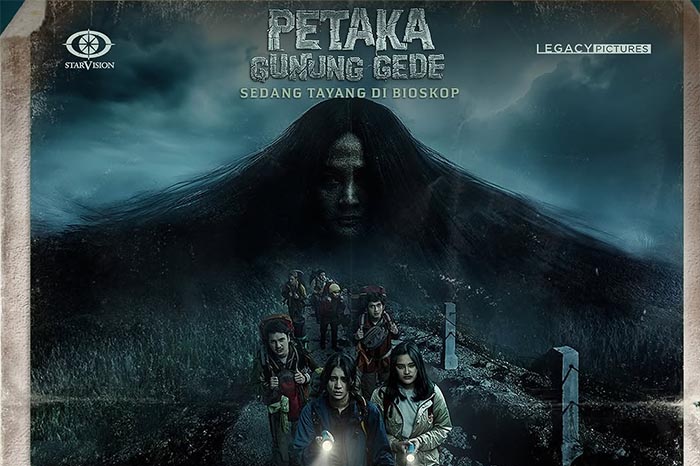 PETAKA
GUNUNG GEDE
SEDANG TAYANG DI BIOSKOP
STARVISION
LEGACY PICTURES